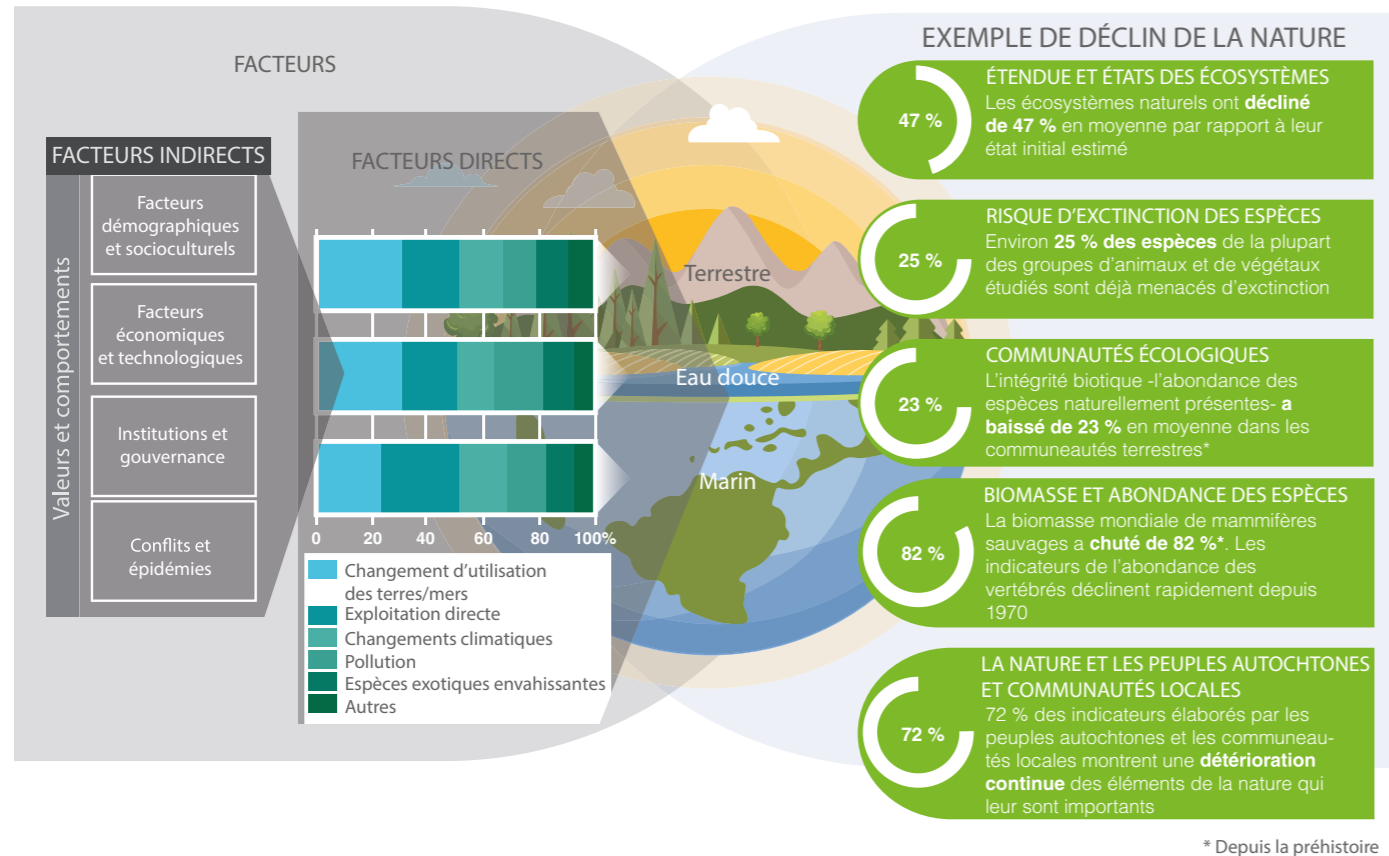 FACTEURS
FACTEURS INDIRECTS
Valeurs et comportements
Facteurs
démographiques
et socioculturels
Facteurs
économiques
et technologiques
Institutions et
gouvernance
Conflits et
épidémies
FACTEURS DIRECTS
0 20 40 60 80 100%
Changement d'utilisation
des terres/mers
Exploitation directe
Changements climatiques
Pollution
Espèces exotiques envahissantes
Autres
Terrestre
Eau douce
Marin
EXEMPLE DE DÉCLIN DE LA NATURE
47 %
ÉTENDUE ET ÉTATS DES ÉCOSYSTÈMES
Les écosystèmes naturels ont décliné
de 47 % en moyenne par rapport à leur
état initial estimé
25 %
RISQUE D'EXCTINCTION DES ESPÈCES
Environ 25 % des espèces de la plupart
des groupes d'animaux et de végétaux
étudiés sont déjà menacés d'exctinction
23 %
COMMUNAUTÉS ÉCOLOGIQUES
L'intégrité biotique -l'abondance des
espèces naturellement présentes- a
baissé de 23 % en moyenne dans les
communeautés terrestres*
82 %
BIOMASSE ET ABONDANCE DES ESPÈCES
La biomasse mondiale de mammifères
sauvages a chuté de 82 %*. Les
indicateurs de l'abondance des
vertébrés déclinent rapidement depuis
1970
72 %
LA NATURE ET LES PEUPLES AUTOCHTONES
ET COMMUNAUTÉS LOCALES
72 % des indicateurs élaborés par les
peuples autochtones et les communeau-
tés locales montrent une détérioration
continue des éléments de la nature qui
leur sont importants
* Depuis la préhistoire